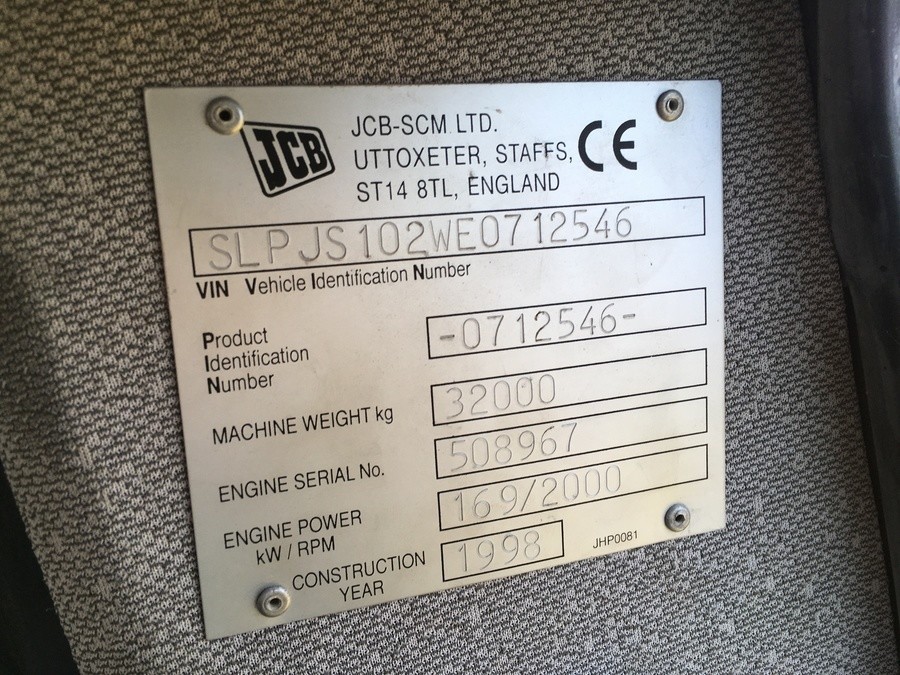 JCB
JCB-SCM LTD.
UTTOXETER, STAFFS,
ST14 8TL, ENGLAND
CE
SLPJS102WE0712546
VIN Vehicle Identification Number
Product
Identification
Number
-0712546-
MACHINE WEIGHT kg
32000
ENGINE SERIAL No.
508967
ENGINE POWER
kW / RPM
169/2000
CONSTRUCTION
YEAR
1998
JHP0081